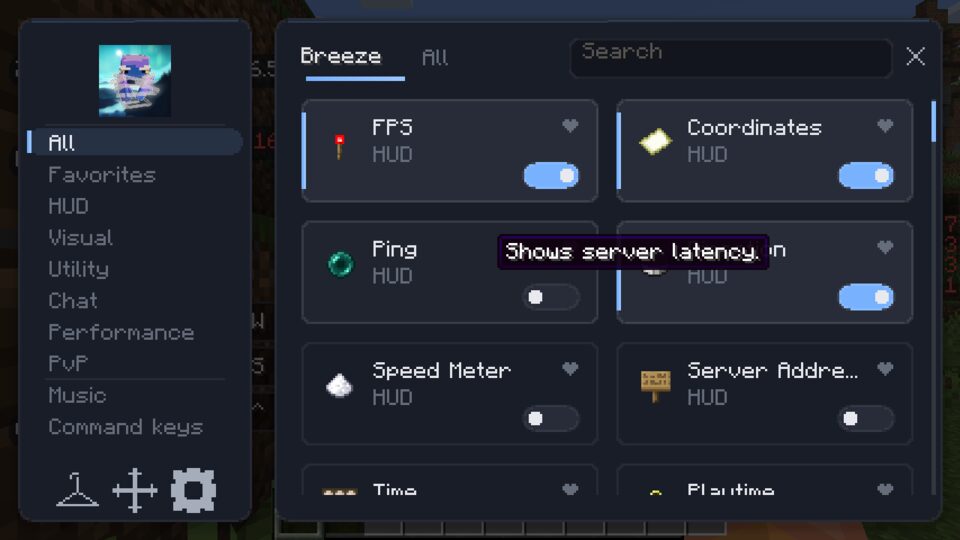 Breeze
All
Search
All
Favorites
HUD
Visual
Utility
Chat
Performance
PvP
Music
Command keys
FPS
HUD
Coordinates
HUD
Ping
HUD
Shows server latency.
HUD
Speed Meter
HUD
Server Addre...
HUD
Time
Playtime